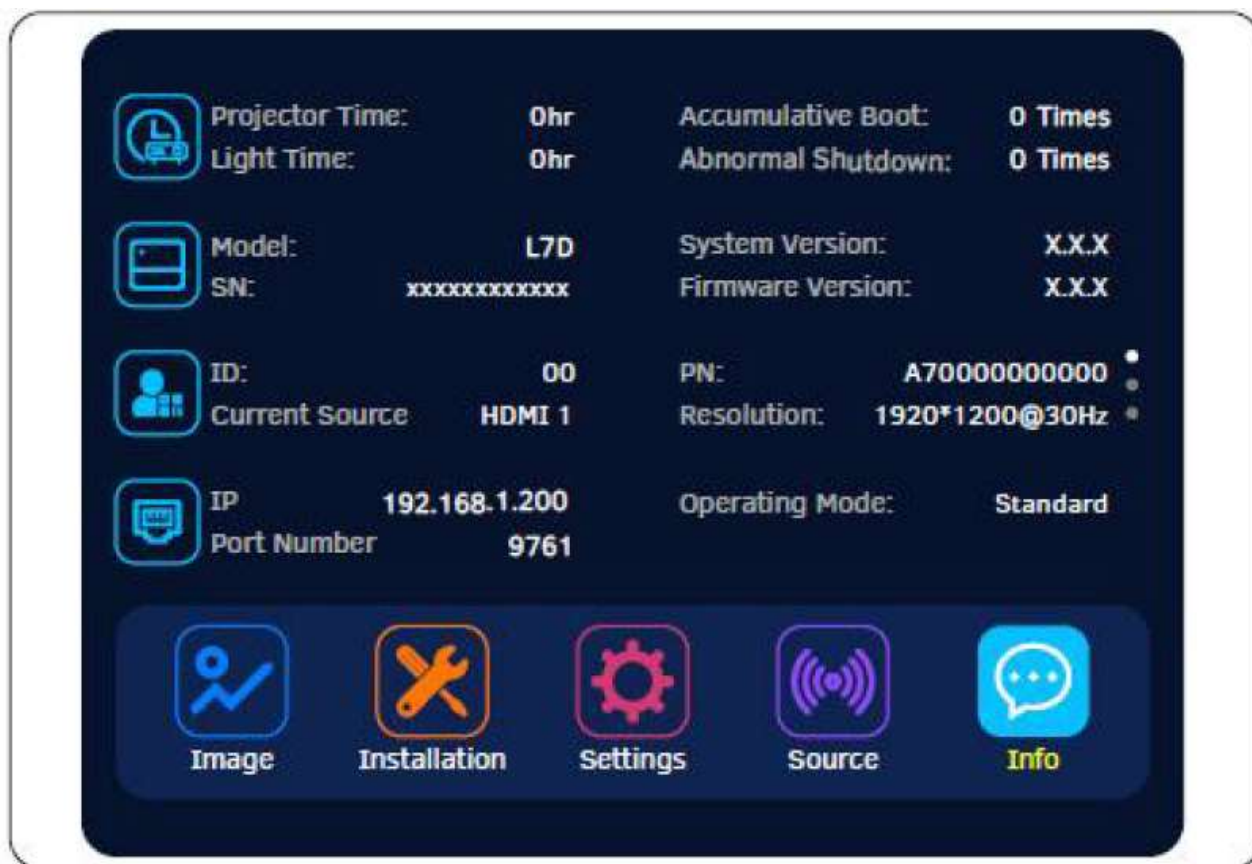 Projector Time: 0hr Accumulative Boot: 0 Times
Light Time: 0hr Abnormal Shutdown: 0 Times
Model: L7D System Version: X.X.X
SN: xxxxxxxxxxxx Firmware Version: X.X.X
ID: 00 PN: A70000000000
Current Source HDMI 1 Resolution: 1920*1200@30Hz
IP 192.168.1.200 Operating Mode: Standard
Port Number 9761
Image Installation Settings Source Info